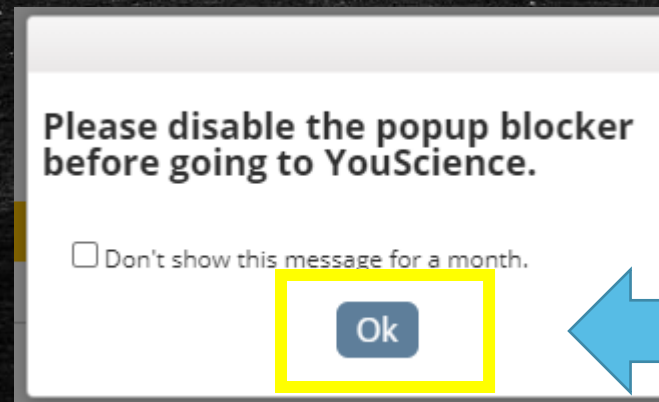 Please disable the popup blocker
before going to YouScience.
Don't show this message for a month.
Ok